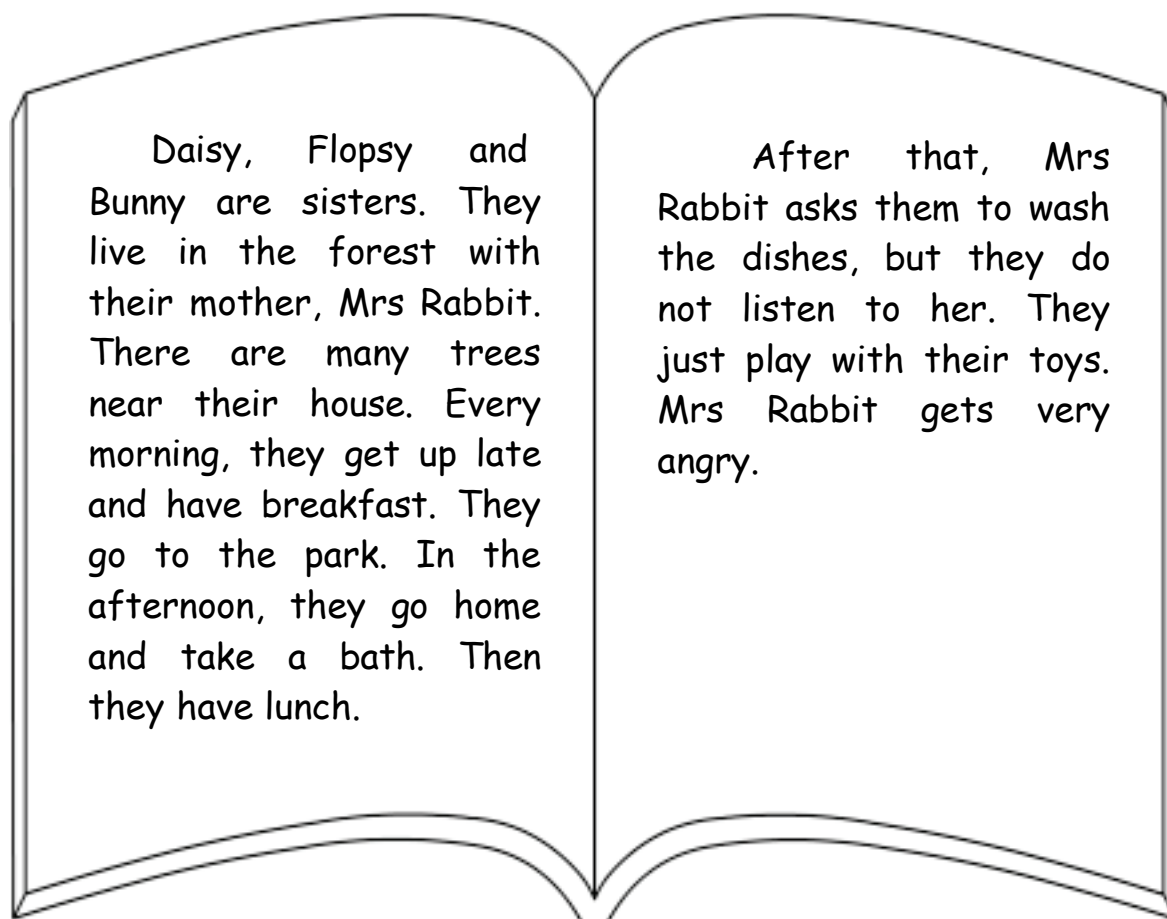 Daisy, Flopsy and
Bunny are sisters. They
live in the forest with
their mother, Mrs Rabbit.
There are many trees
near their house. Every
morning, they get up late
and have breakfast. They
go to the park. In the
afternoon, they go home
and take a bath. Then
they have lunch.
After that, Mrs
Rabbit asks them to wash
the dishes, but they do
not listen to her. They
just play with their toys.
Mrs Rabbit gets very
angry.